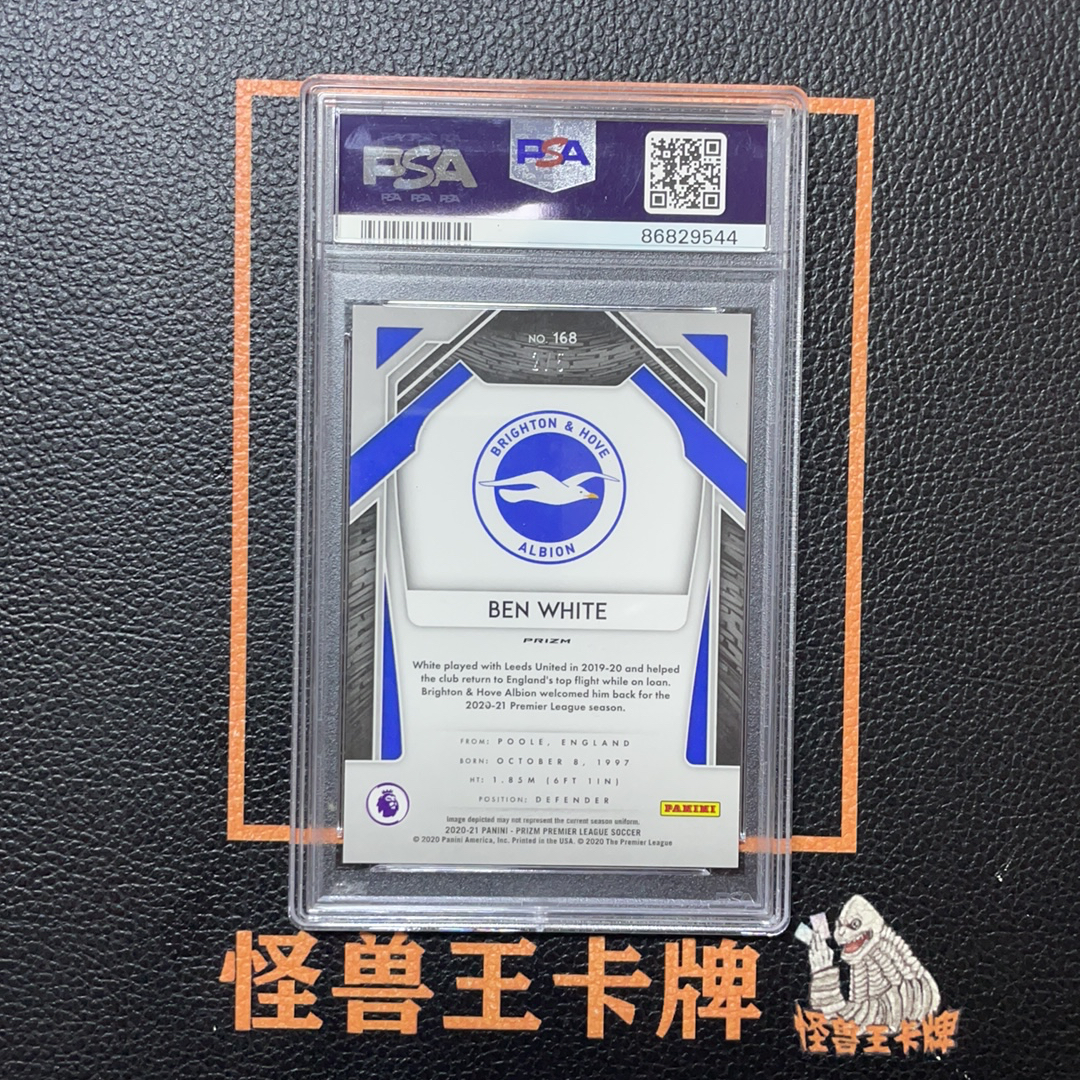 PSA
PSA PSA PSA
PSA
86829544
NO. 168
2/5
BRIGHTON & HOVE
ALBION
BEN WHITE
PRIZM
White played with Leeds United in 2019-20 and helped
the club return to England's top flight while on loan.
Brighton & Hove Albion welcomed him back for the
2020-21 Premier League season.
FROM: POOLE, ENGLAND
BORN: OCTOBER 8, 1997
HT: 1.85M (6FT 1IN)
POSITION: DEFENDER
PANINI
Image depicted may not represent the current season uniform.
2020-21 PANINI - PRIZM PREMIER LEAGUE SOCCER
© 2020 Panini America, Inc. Printed in the USA. © 2020 The Premier League
怪兽王卡牌
怪兽王卡牌